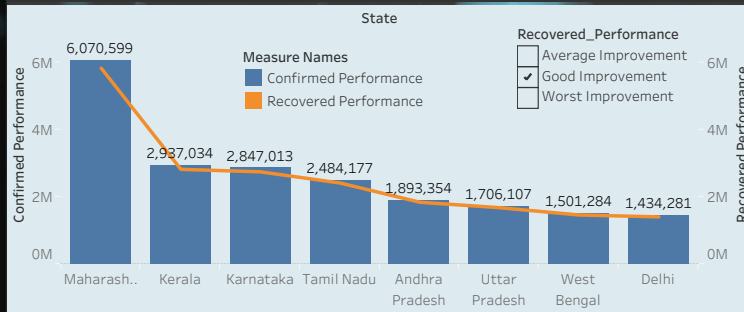 State
Recovered_Performance
Average Improvement
Good Improvement
Worst Improvement
Measure Names
Confirmed Performance
Recovered Performance
Confirmed Performance
6M
4M
2M
0M
6,070,599
2,937,034
2,847,013
2,484,177
1,893,354
1,706,107
1,501,284
1,434,281
6M
4M
2M
0M
Recovered Performance
Maharash..
Kerala
Karnataka
Tamil Nadu
Andhra
Pradesh
Uttar
Pradesh
West
Bengal
Delhi